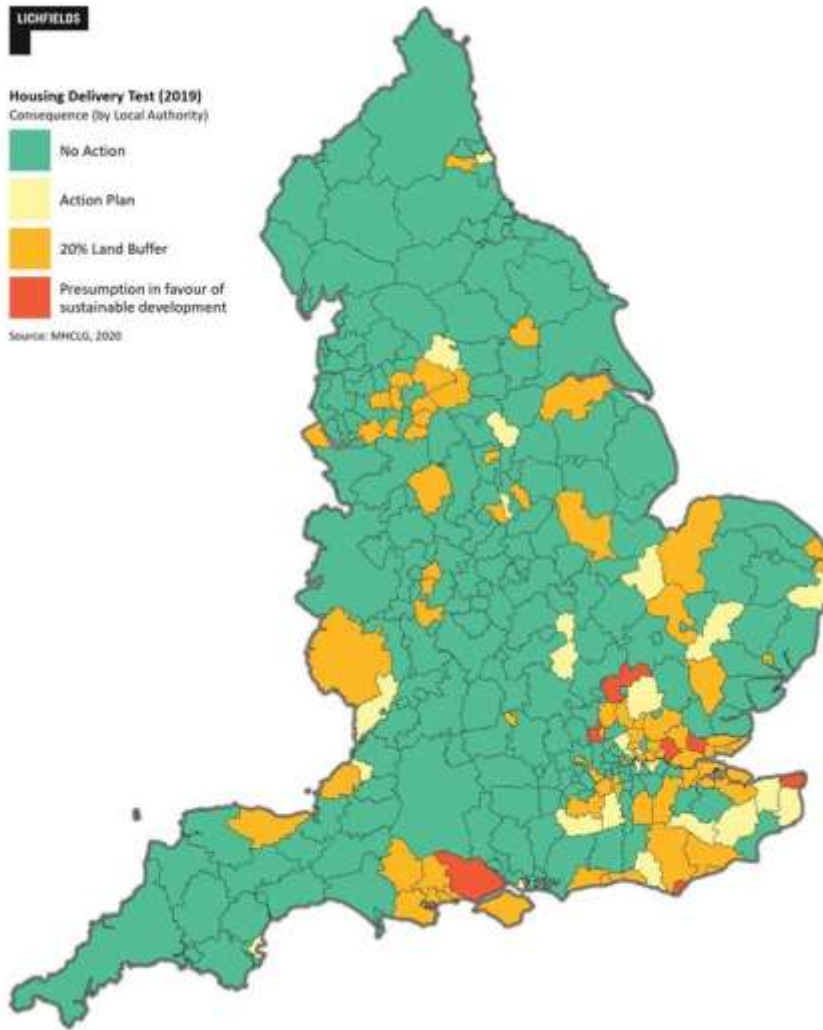 LICHFIELDS
Housing Delivery Test (2019)
Consequence (by Local Authority)
No Action
Action Plan
20% Land Buffer
Presumption in favour of
sustainable development
Source: MHCLG, 2020